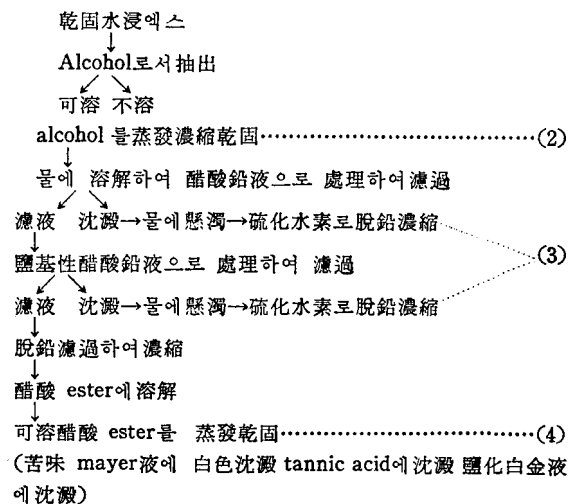 乾固水浸엑스
Alcohol로서抽出
可溶 不溶
alcohol 를蒸發濃縮乾固……………………………(2)
물에 溶解하여 醋酸鉛液으로 處理하여濾過
濾液 沈澱→물에懸濁→硫化水素로脫鉛濃縮
(3)
鹽基性醋酸鉛液으로 處理하여 濾過
濾液 沈澱→물에懸濁→硫化水素로脫鉛濃縮
脫鉛濾過하여濃縮
醋酸 ester에溶解
可溶醋酸 ester를 蒸發乾固…………………………(4)
(苦味 mayer液에 白色沈澱 tannic acid에沈澱 鹽化白金液
에沈澱)